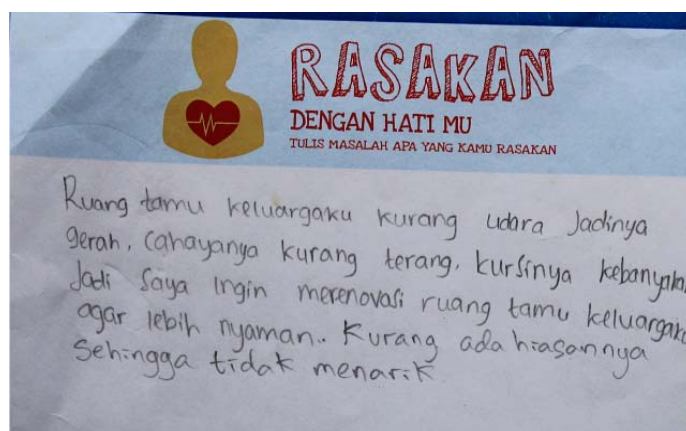 RASAKAN
DENGAN HATI MU
TULIS MASALAH APA YANG KAMU RASAKAN
Ruang tamu keluargaku kurang udara Jadinya
gerah, Cahayanya kurang terang, kursinya kebanyakan
Jadi saya ingin merenovasi ruang tamu keluargaku
agar lebih nyaman.. Kurang ada hiasannya
sehingga tidak menarik